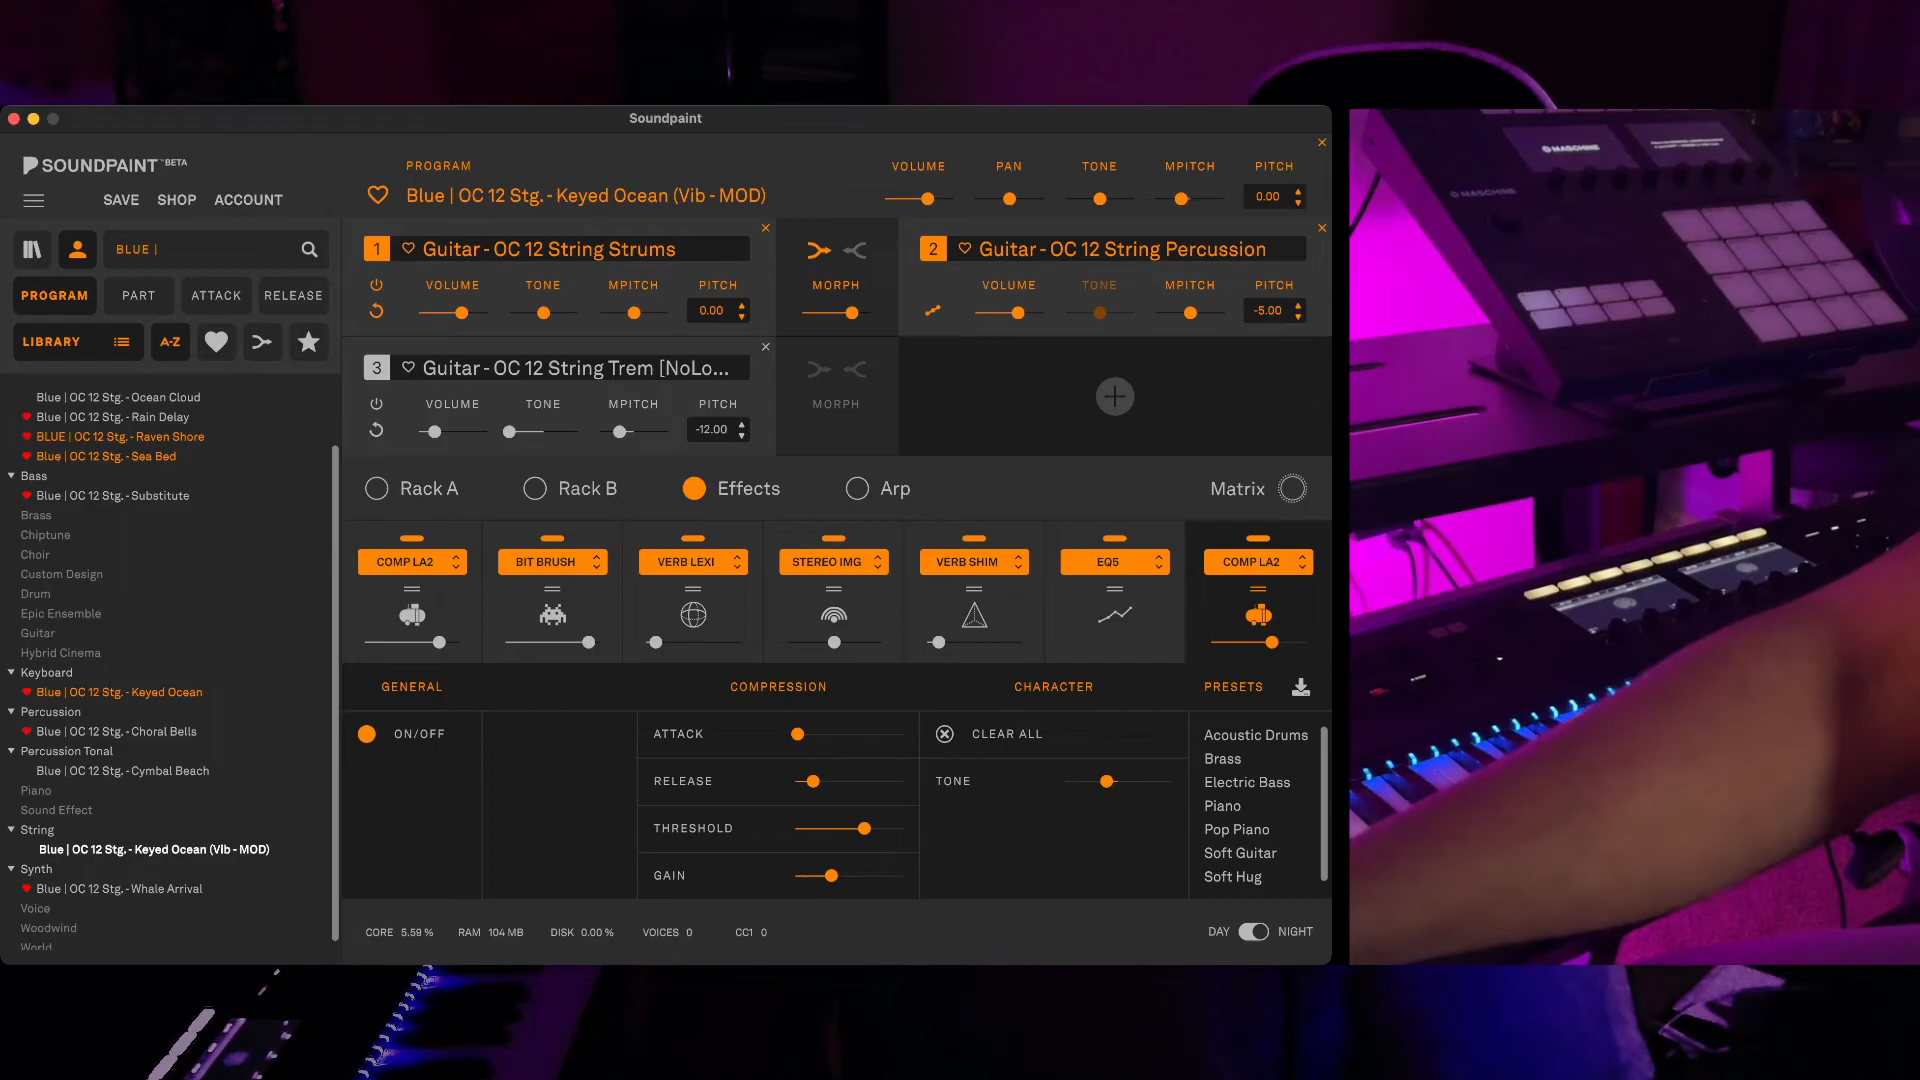 Soundpaint
SOUNDPAINT™BETA
SAVE SHOP ACCOUNT
PROGRAM
Blue | OC 12 Stg. - Keyed Ocean (Vib - MOD)
VOLUME PAN TONE MPITCH PITCH
0.00
BLUE |
PROGRAM PART ATTACK RELEASE
LIBRARY A-Z
1 Guitar - OC 12 String Strums
VOLUME TONE MPITCH PITCH
0.00
MORPH
2 Guitar - OC 12 String Percussion
VOLUME TONE MPITCH PITCH
-5.00
3 Guitar - OC 12 String Trem [NoLo...
VOLUME TONE MPITCH PITCH
-12.00
MORPH
Blue | OC 12 Stg. - Ocean Cloud
Blue | OC 12 Stg. - Rain Delay
BLUE | OC 12 Stg. - Raven Shore
Blue | OC 12 Stg. - Sea Bed
Bass
Blue | OC 12 Stg. - Substitute
Brass
Chiptune
Choir
Custom Design
Drum
Epic Ensemble
Guitar
Hybrid Cinema
Keyboard
Blue | OC 12 Stg. - Keyed Ocean
Percussion
Blue | OC 12 Stg. - Choral Bells
Percussion Tonal
Blue | OC 12 Stg. - Cymbal Beach
Piano
Sound Effect
String
Blue | OC 12 Stg. - Keyed Ocean (Vib - MOD)
Synth
Blue | OC 12 Stg. - Whale Arrival
Voice
Woodwind
World
Rack A Rack B Effects Arp Matrix
COMP LA2 BIT BRUSH VERB LEXI STEREO IMG VERB SHIM EQ5 COMP LA2
GENERAL COMPRESSION CHARACTER PRESETS
ON/OFF
ATTACK
RELEASE
THRESHOLD
GAIN
CLEAR ALL
TONE
Acoustic Drums
Brass
Electric Bass
Piano
Pop Piano
Soft Guitar
Soft Hug
CORE 5.59 % RAM 104 MB DISK 0.00 % VOICES 0 CC1 0
DAY NIGHT
MASCHINE
MASCHINE